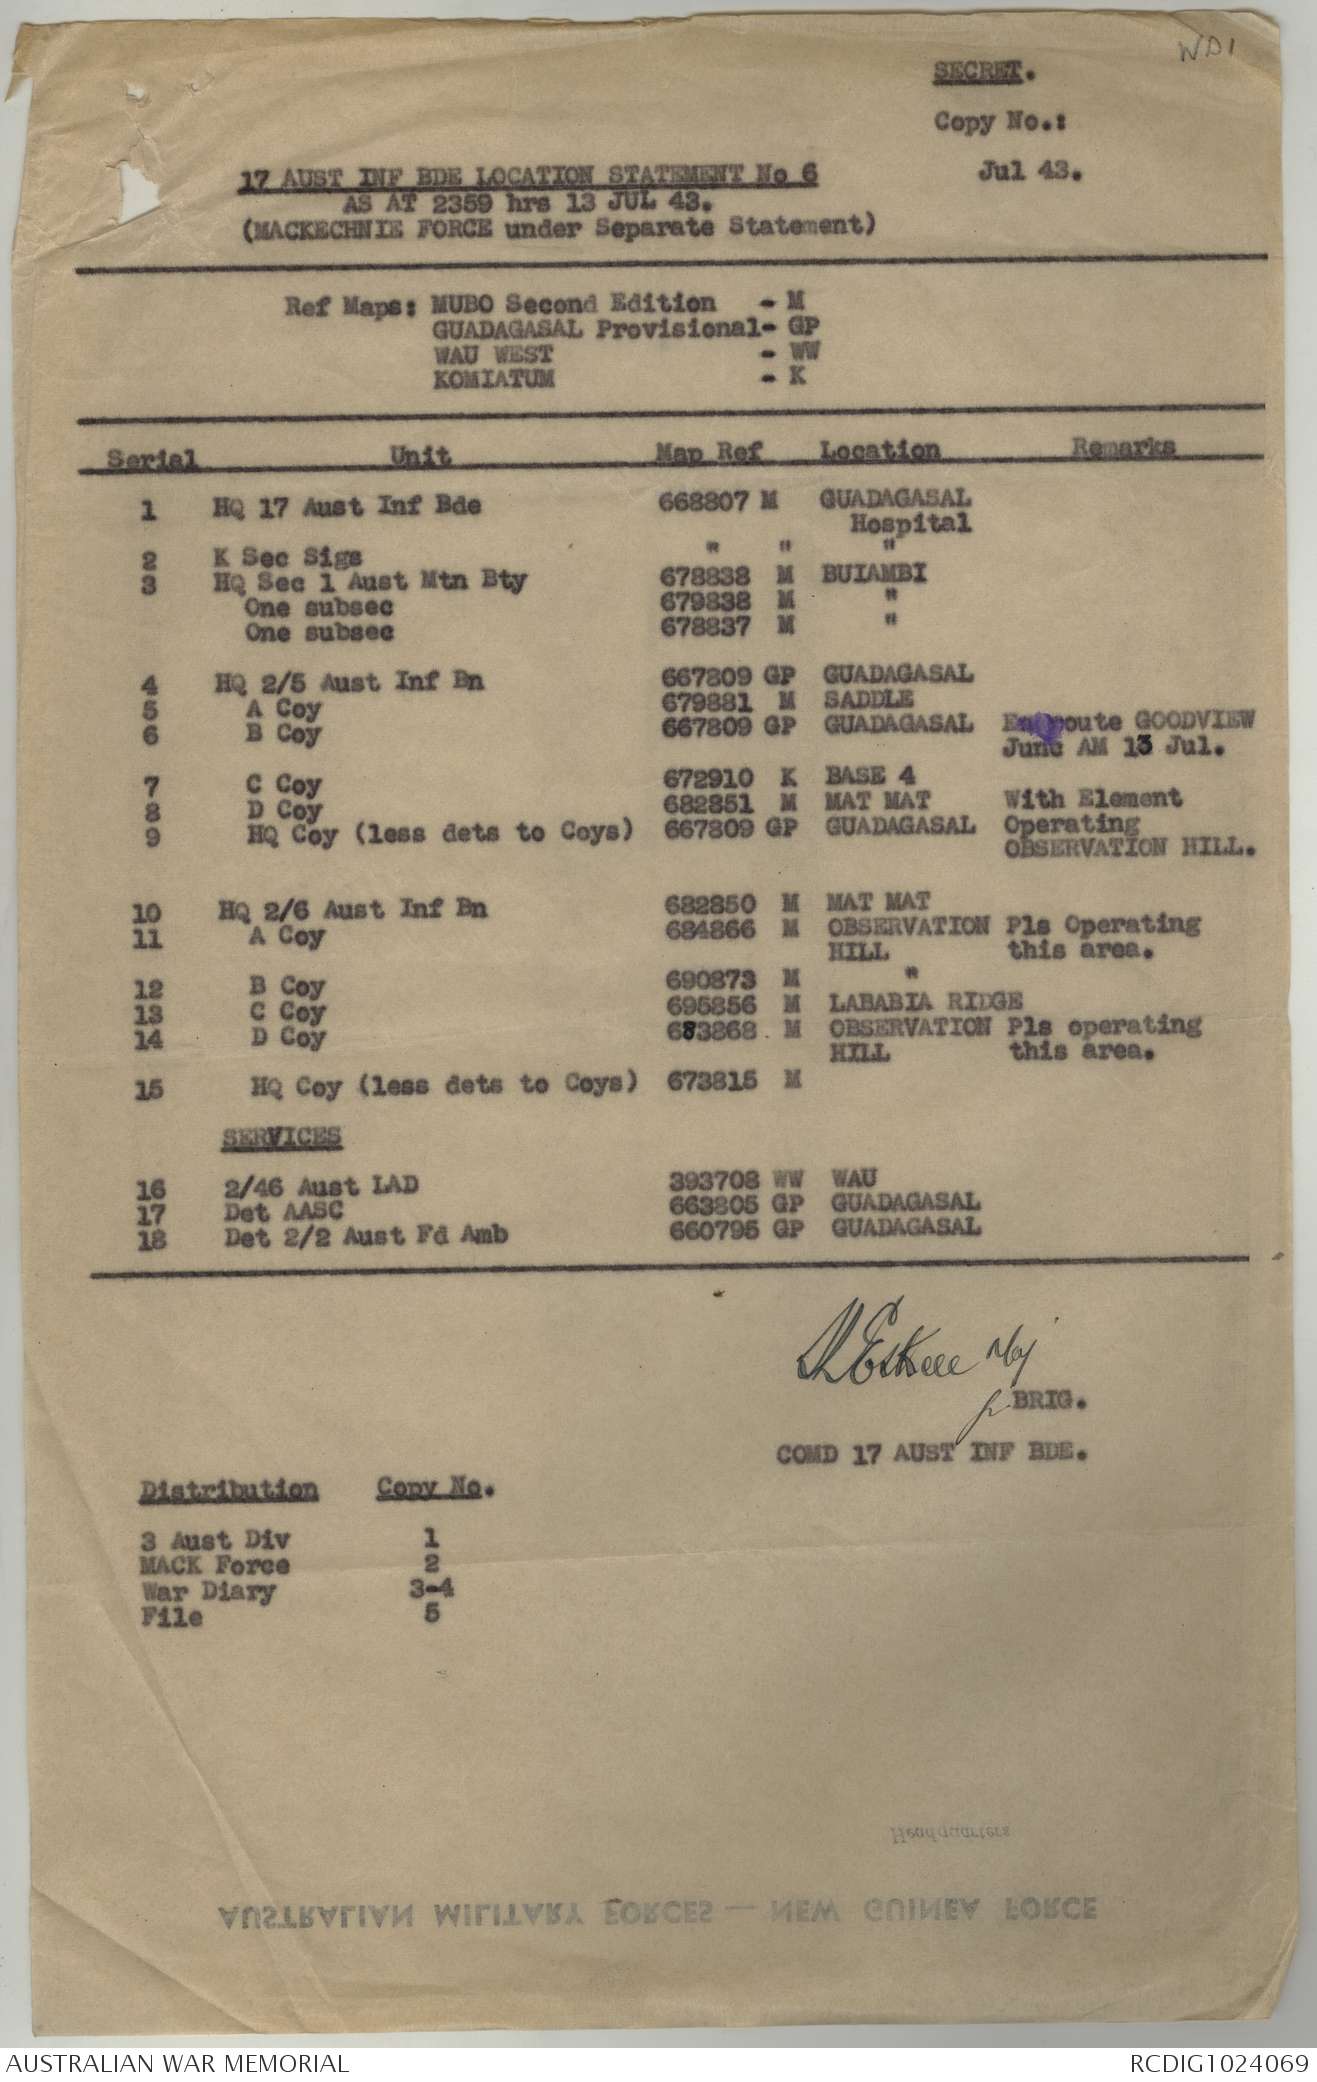 WD1
SECRET.
Copy No.:
17 AUST INF BDE LOCATION STATEMENT No 6 Jul 43.
AS AT 2359 hrs 13 JUL 43.
(MACKECHNIE FORCE under Separate Statement)
Ref Maps: MUBO Second Edition - M
GUADAGASAL Provisional- GP
WAU WEST - WW
KOMIATUM - K
Serial Unit Map Ref Location Remarks
1 HQ 17 Aust Inf Bde 668807 M GUADAGASAL
Hospital
2 K Sec Sigs " " "
3 HQ Sec 1 Aust Mtn Bty 678838 M BUIAMBI
One subsec 679838 M "
One subsec 678837 M "
4 HQ 2/5 Aust Inf Bn 667809 GP GUADAGASAL
5 A Coy 679881 M SADDLE
6 B Coy 667809 GP GUADAGASAL En route GOODVIEW
Junc AM 13 Jul.
7 C Coy 672910 K BASE 4
8 D Coy 682851 M MAT MAT With Element
9 HQ Coy (less dets to Coys) 667809 GP GUADAGASAL Operating
OBSERVATION HILL.
10 HQ 2/6 Aust Inf Bn 682850 M MAT MAT
11 A Coy 684866 M OBSERVATION Pls Operating
HILL this area.
12 B Coy 690873 M "
13 C Coy 695856 M LABABIA RIDGE
14 D Coy 683868 M OBSERVATION Pls operating
HILL this area.
15 HQ Coy (less dets to Coys) 673815 M
SERVICES
16 2/46 Aust LAD 393708 WW WAU
17 Det AASC 663805 GP GUADAGASAL
18 Det 2/2 Aust Fd Amb 660795 GP GUADAGASAL
Maj
BRIG.
COMD 17 AUST INF BDE.
Distribution Copy No.
3 Aust Div 1
MACK Force 2
War Diary 3-4
File 5
Headquarters
AUSTRALIAN MILITARY FORCES — NEW GUINEA FORCE
AUSTRALIAN WAR MEMORIAL RCDIG1024069